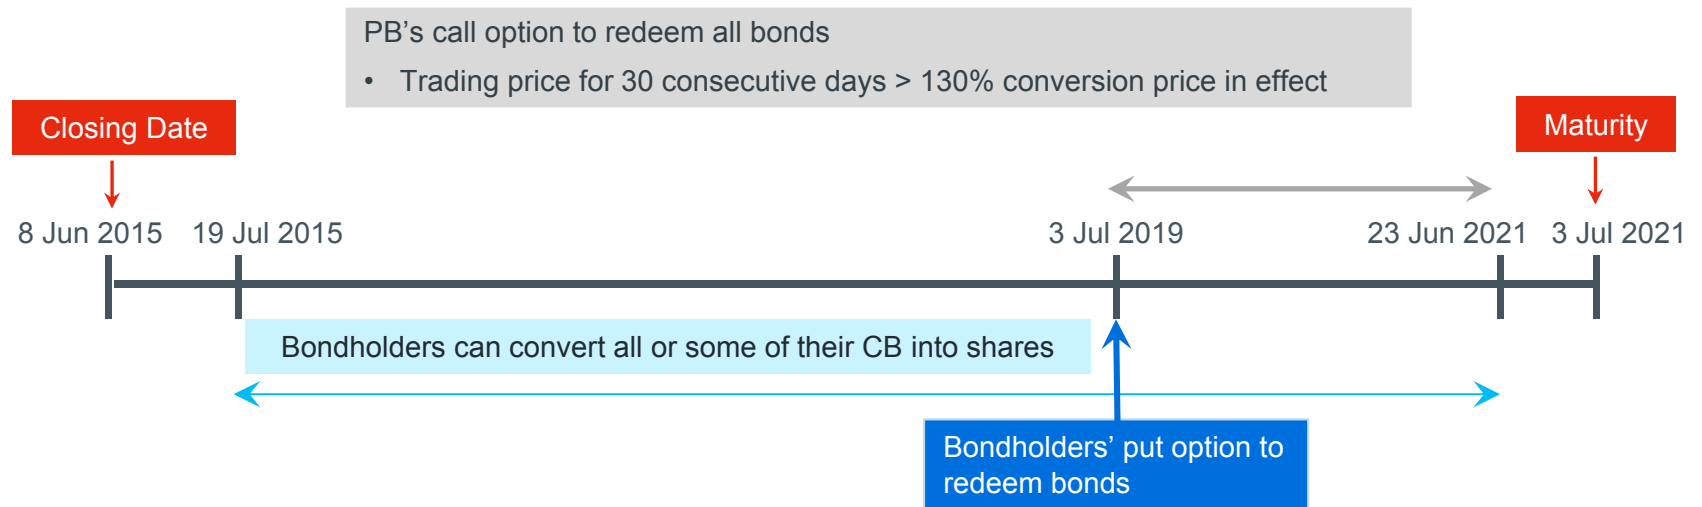 PB’s call option to redeem all bonds
• Trading price for 30 consecutive days > 130% conversion price in effect
Closing Date
Maturity
8 Jun 2015
19 Jul 2015
3 Jul 2019
23 Jun 2021
3 Jul 2021
Bondholders can convert all or some of their CB into shares
Bondholders’ put option to
redeem bonds